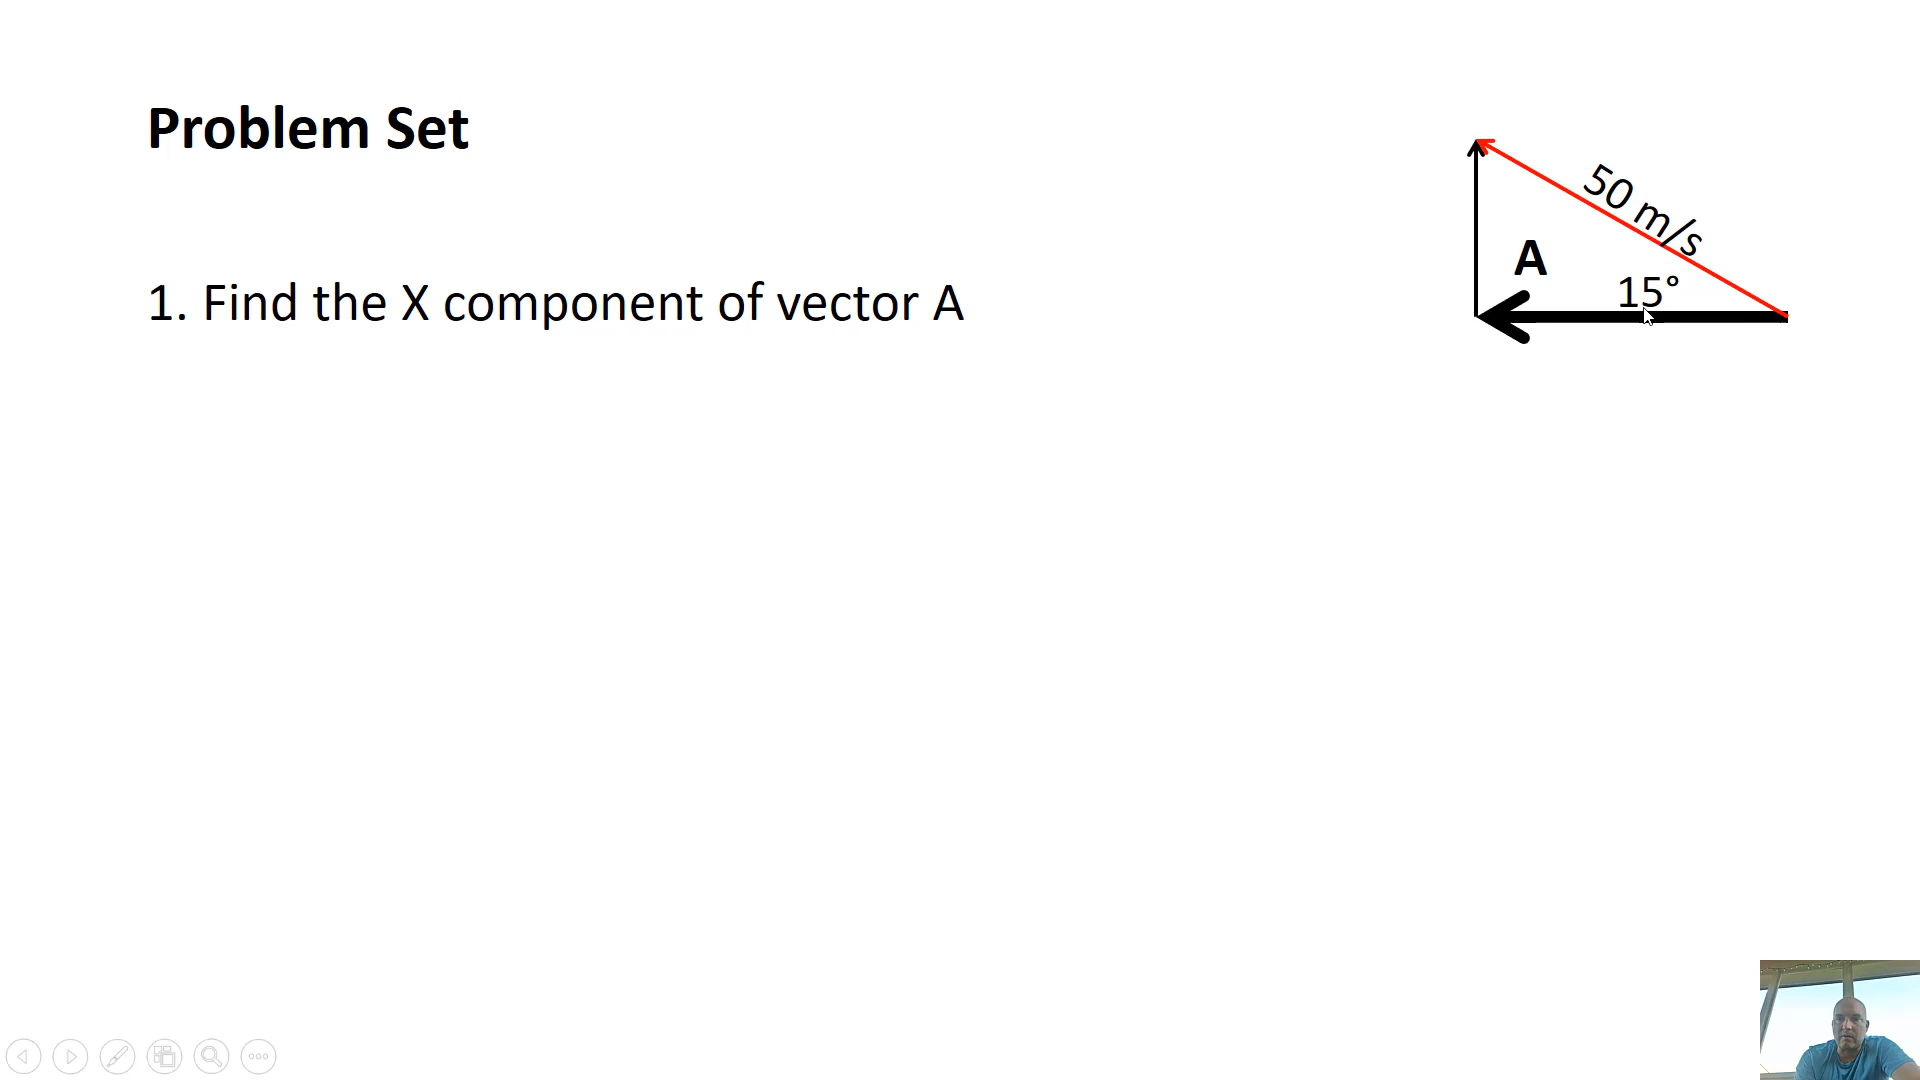 Problem Set
50 m/s
A
15°
1. Find the X component of vector A